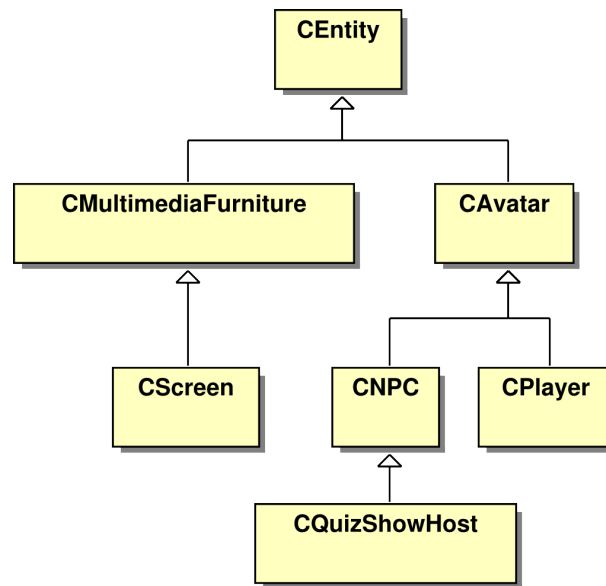 CEntity
CMultimediaFurniture
CAvatar
CScreen
CNPC
CPlayer
CQuizShowHost